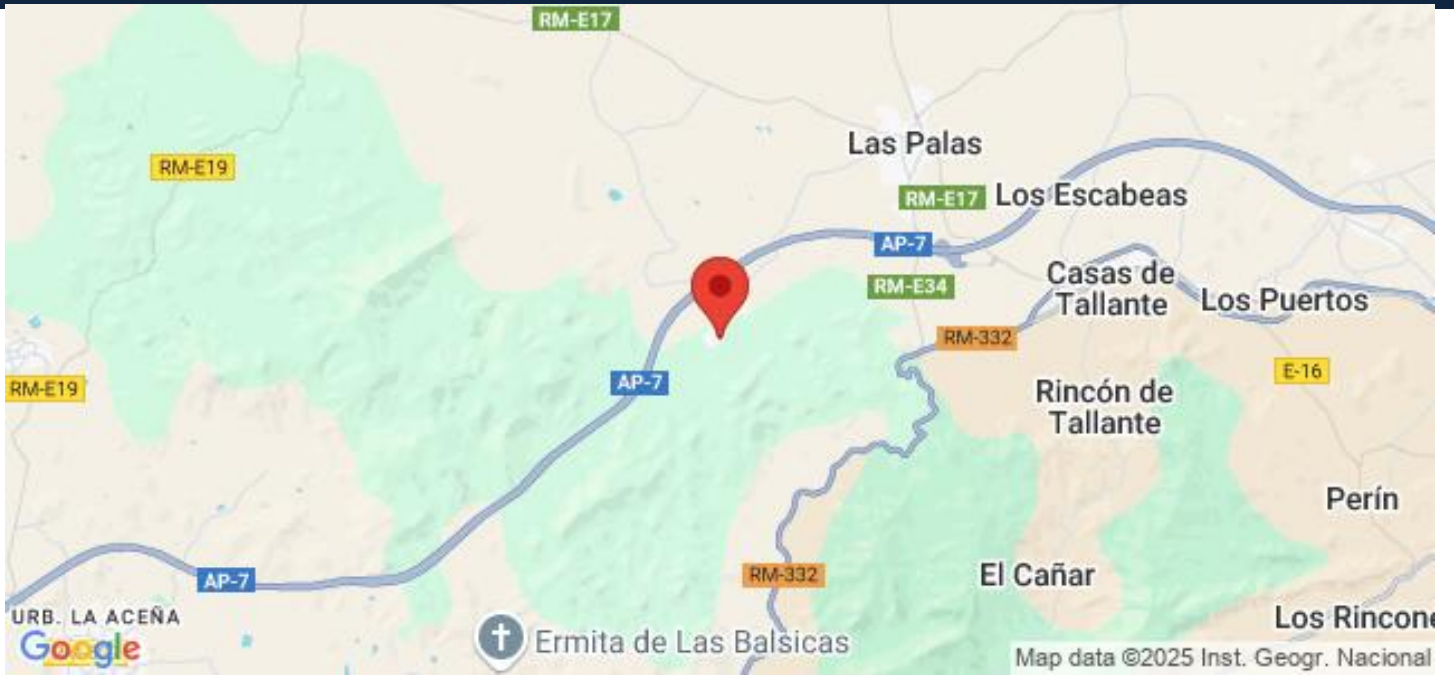 RM-E17
Las Palas
RM-E19
RM-E17
Los Escabeas
AP-7
Casas de
Tallante
RM-E34
Los Puertos
RM-332
AP-7
E-16
RM-E19
Rincón de
Tallante
Perín
AP-7
RM-332
El Cañar
URB. LA ACEÑA
Los Rincone
Google
Ermita de Las Balsicas
Map data ©2025 Inst. Geogr. Nacional